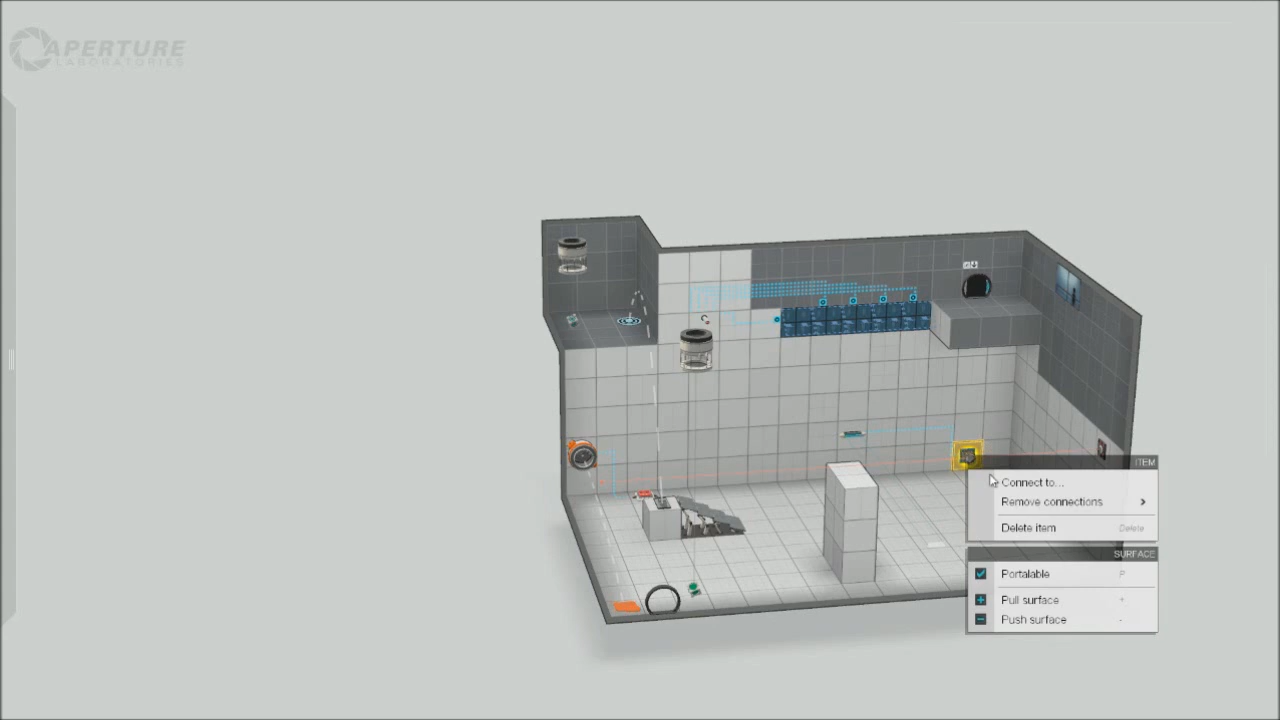 APERTURE
LABORATORIES
ITEM
Connect to...
Remove connections
Delete item Delete
SURFACE
Portalable P
Pull surface +
Push surface -